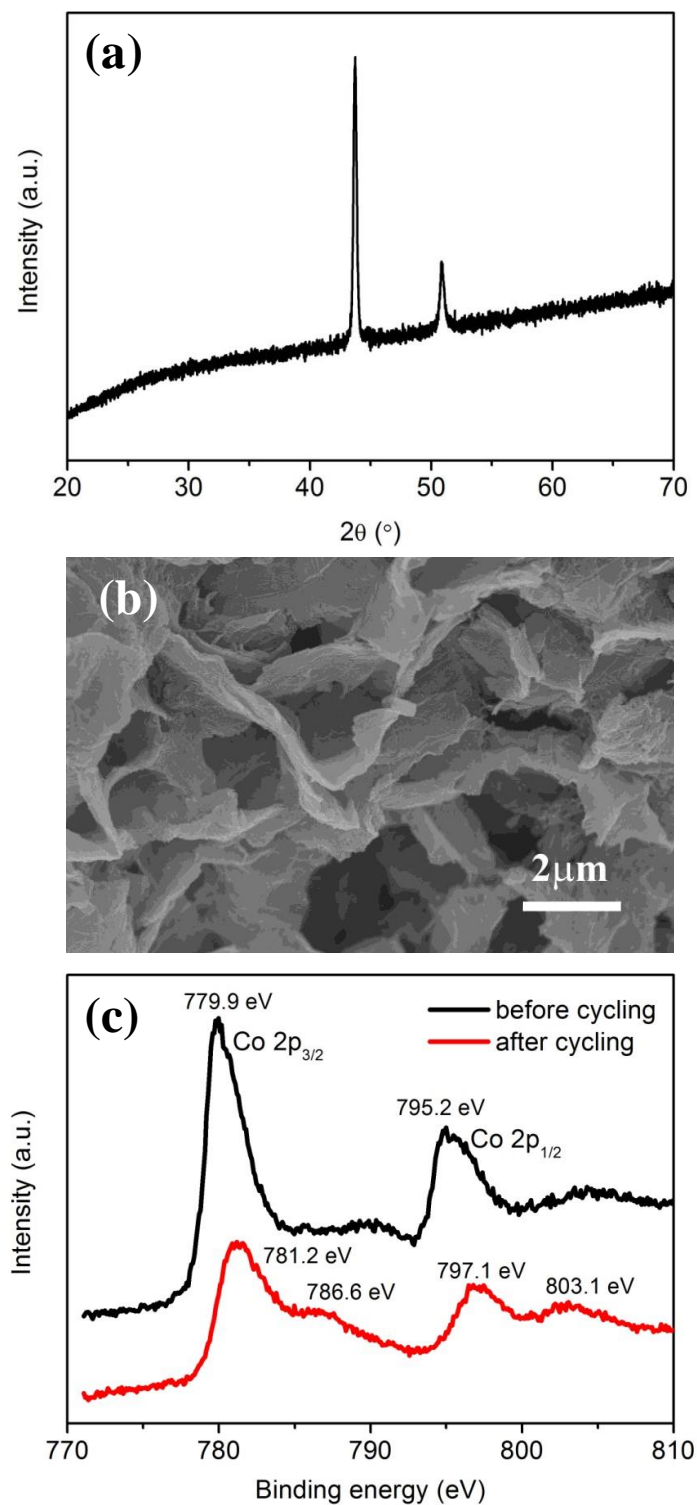 (a)
Intensity (a.u.)
20 30 40 50 60 70
2θ (°)
(b)
2μm
(c)
779.9 eV
Co 2p3/2
before cycling
after cycling
795.2 eV
Co 2p1/2
781.2 eV
786.6 eV
797.1 eV
803.1 eV
Intensity (a.u.)
770 780 790 800 810
Binding energy (eV)